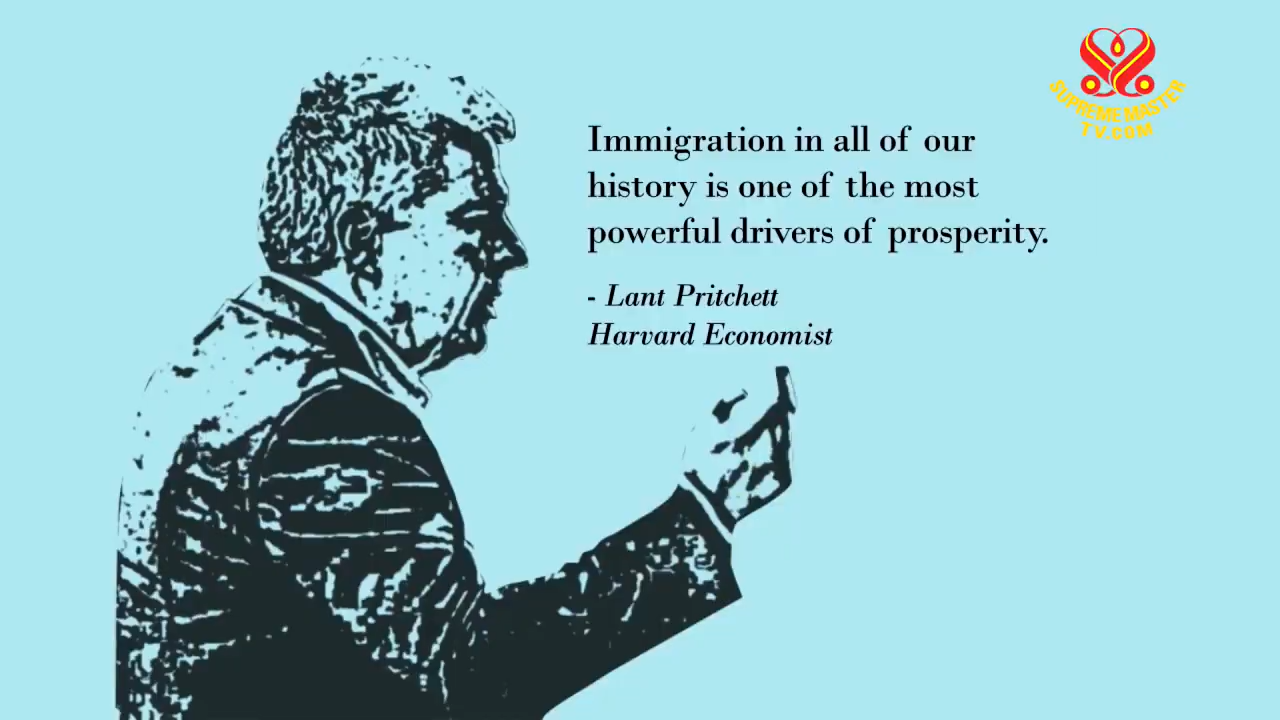 Immigration in all of our
history is one of the most
powerful drivers of prosperity.
- Lant Pritchett
Harvard Economist
SUPREME MASTER
TV.COM